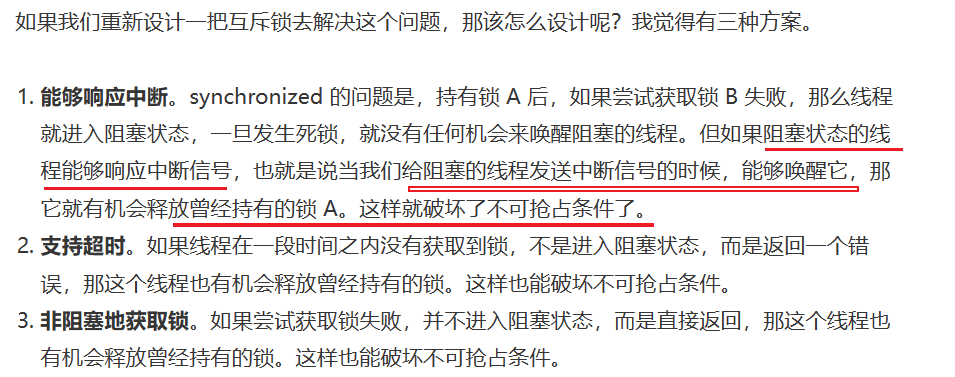 如果我们重新设计一把互斥锁去解决这个问题，那该怎么设计呢？我觉得有三种方案。
1. 能够响应中断。synchronized 的问题是，持有锁 A 后，如果尝试获取锁 B 失败，那么线
程就进入阻塞状态，一旦发生死锁，就没有任何机会来唤醒阻塞的线程。但如果阻塞状态的线
程能够响应中断信号，也就是说当我们给阻塞的线程发送中断信号的时候，能够唤醒它，那
它就有机会释放曾经持有的锁 A。这样就破坏了不可抢占条件了。
2. 支持超时。如果线程在一段时间之内没有获取到锁，不是进入阻塞状态，而是返回一个错
误，那这个线程也有机会释放曾经持有的锁。这样也能破坏不可抢占条件。
3. 非阻塞地获取锁。如果尝试获取锁失败，并不进入阻塞状态，而是直接返回，那这个线程也
有机会释放曾经持有的锁。这样也能破坏不可抢占条件。